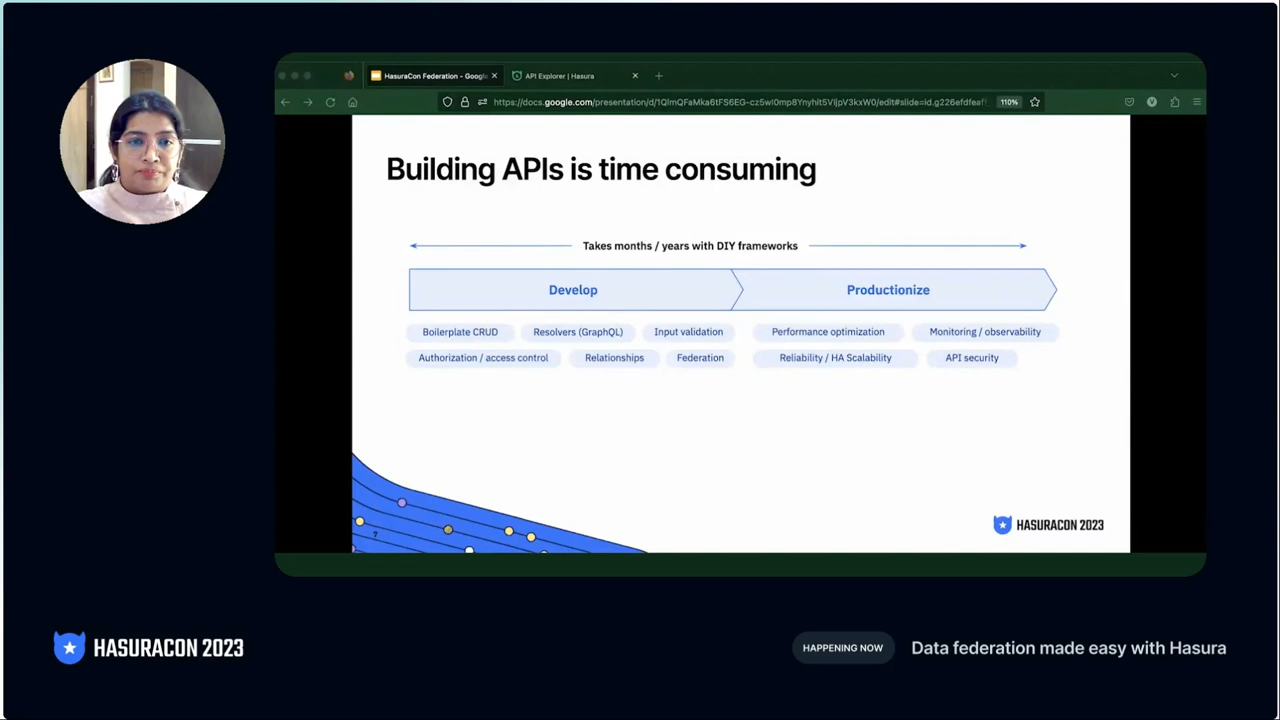 HasuraCon Federation - Googl
API Explorer | Hasura
110%
Building APIs is time consuming
Takes months / years with DIY frameworks
Develop
Productionize
Boilerplate CRUD
Resolvers (GraphQL)
Input validation
Performance optimization
Monitoring / observability
Authorization / access control
Relationships
Federation
Reliability / HA Scalability
API security
7
HASURACON 2023
HASURACON 2023
HAPPENING NOW
Data federation made easy with Hasura